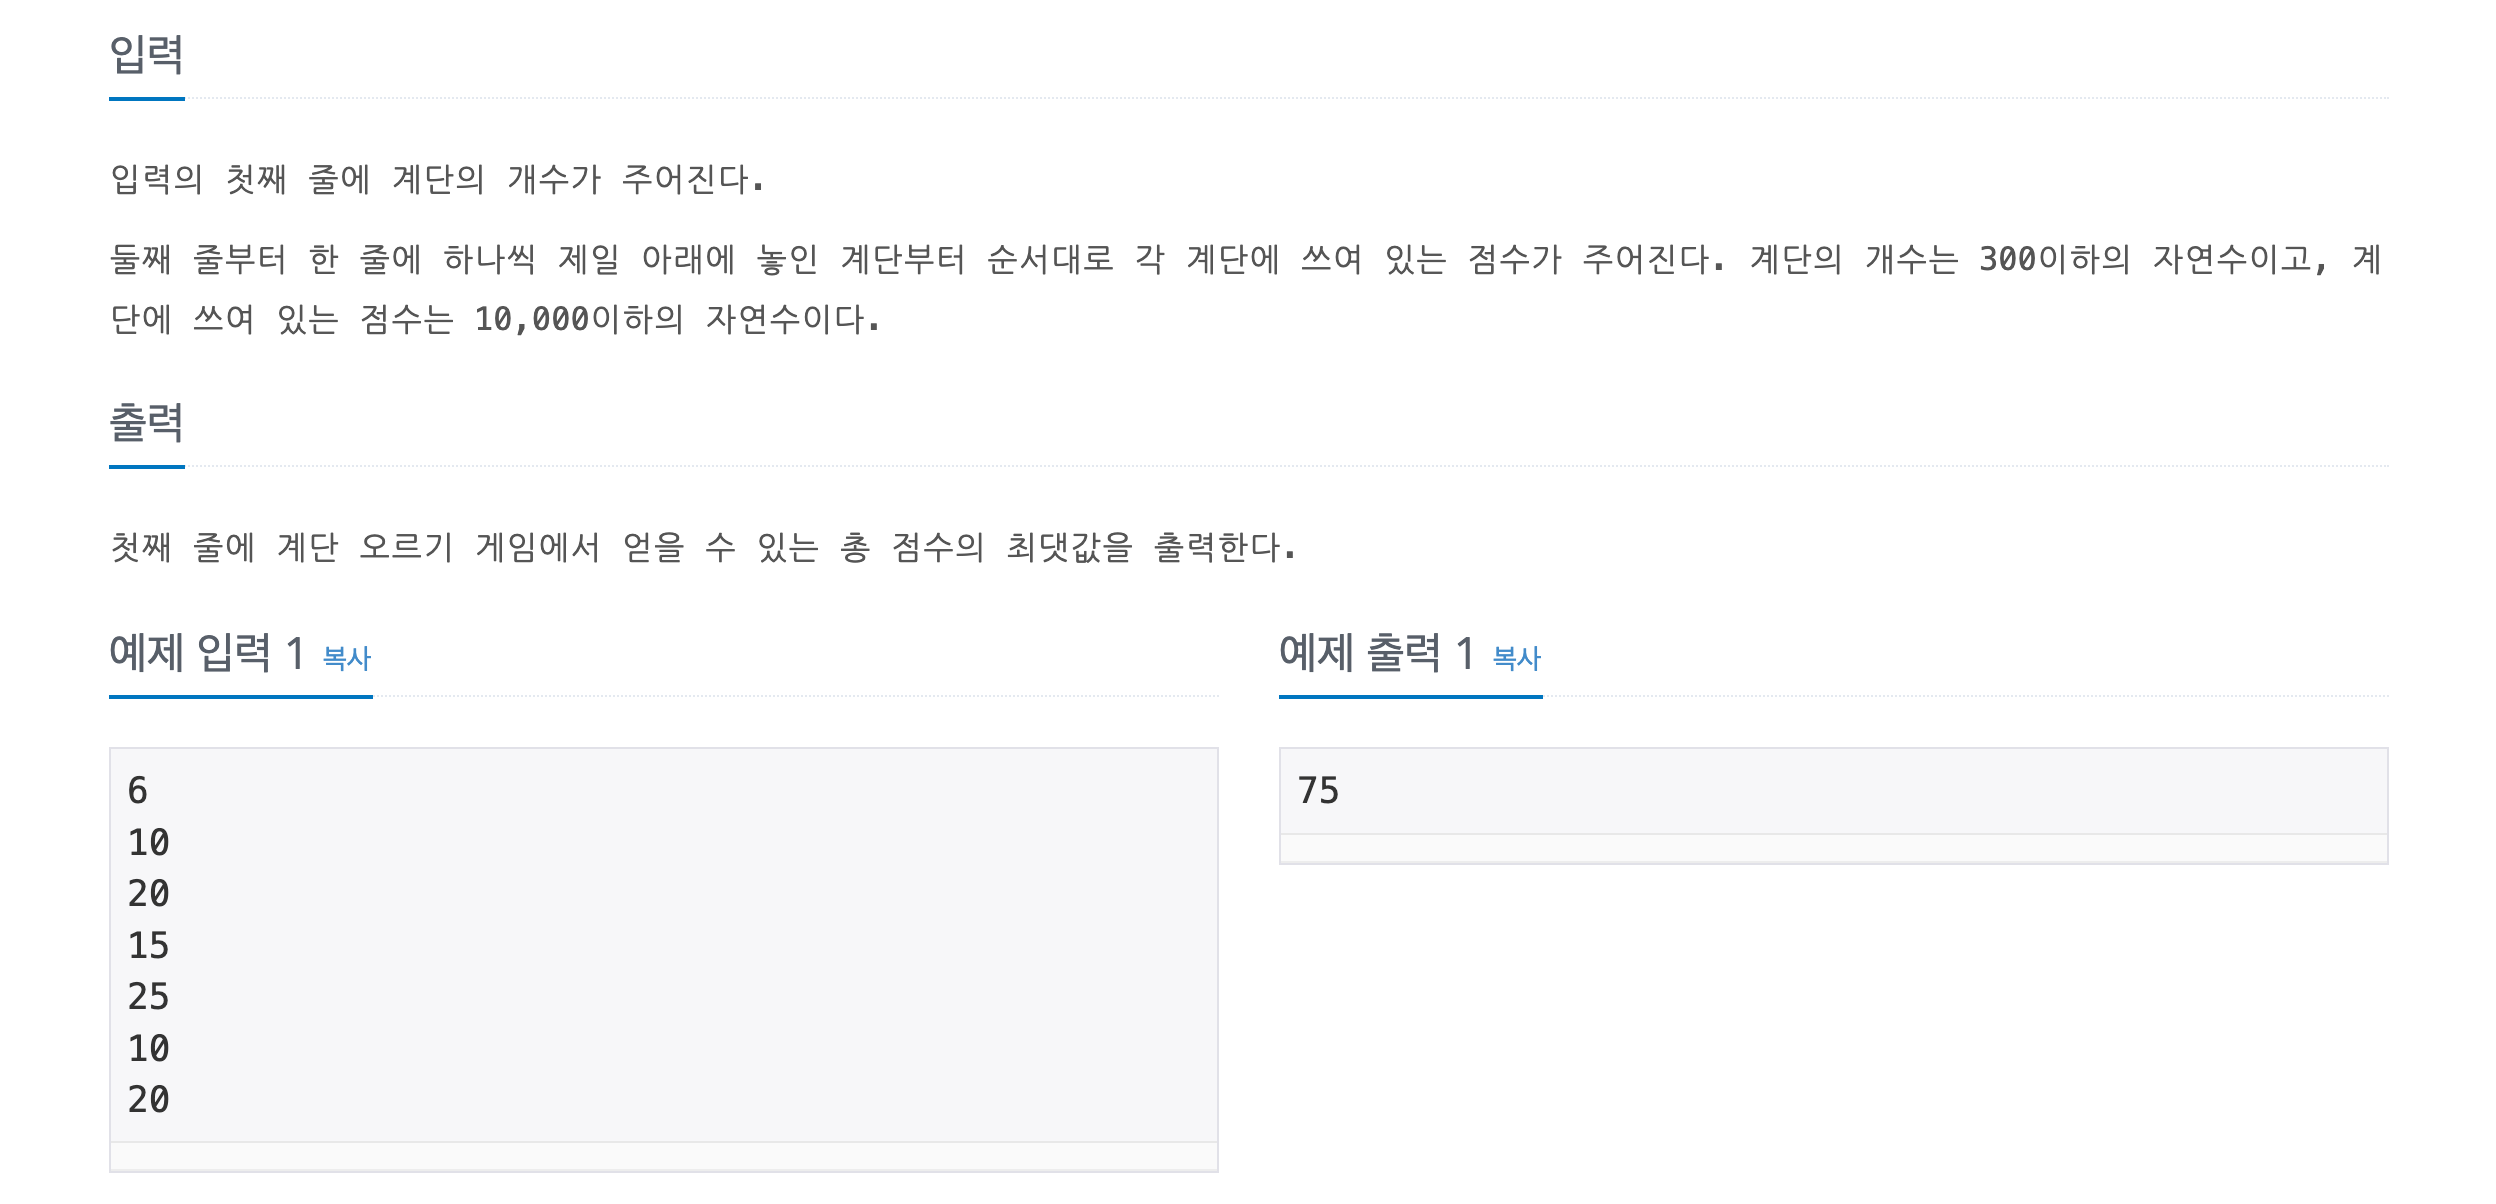 입력
입력의 첫째 줄에 계단의 개수가 주어진다.
둘째 줄부터 한 줄에 하나씩 제일 아래에 놓인 계단부터 순서대로 각 계단에 쓰여 있는 점수가 주어진다. 계단의 개수는 300이하의 자연수이고, 계
단에 쓰여 있는 점수는 10,000이하의 자연수이다.
출력
첫째 줄에 계단 오르기 게임에서 얻을 수 있는 총 점수의 최댓값을 출력한다.
예제 입력 1 복사
6
10
20
15
25
10
20
예제 출력 1 복사
75